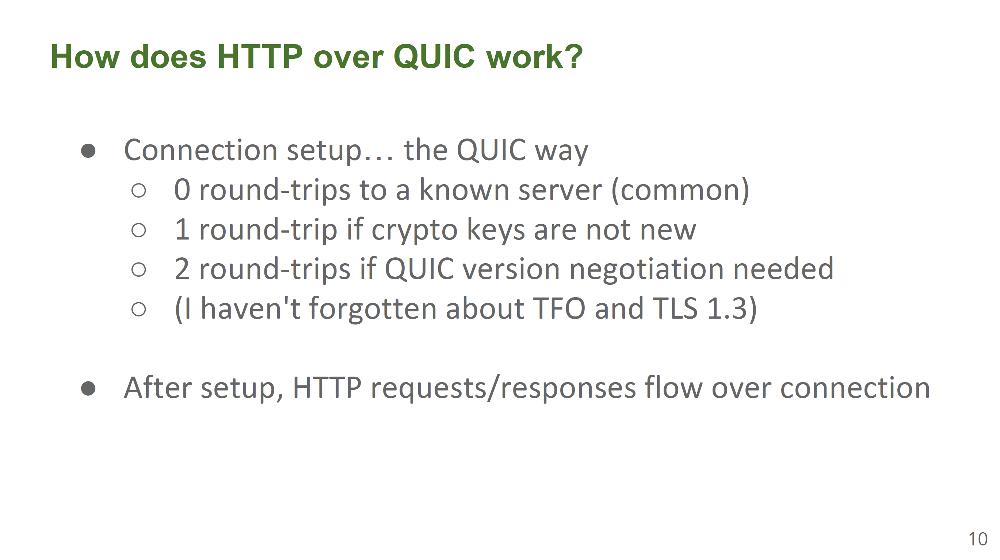 How does HTTP over QUIC work?
● Connection setup… the QUIC way
○ 0 round-trips to a known server (common)
○ 1 round-trip if crypto keys are not new
○ 2 round-trips if QUIC version negotiation needed
○ (I haven't forgotten about TFO and TLS 1.3)
● After setup, HTTP requests/responses flow over connection
10